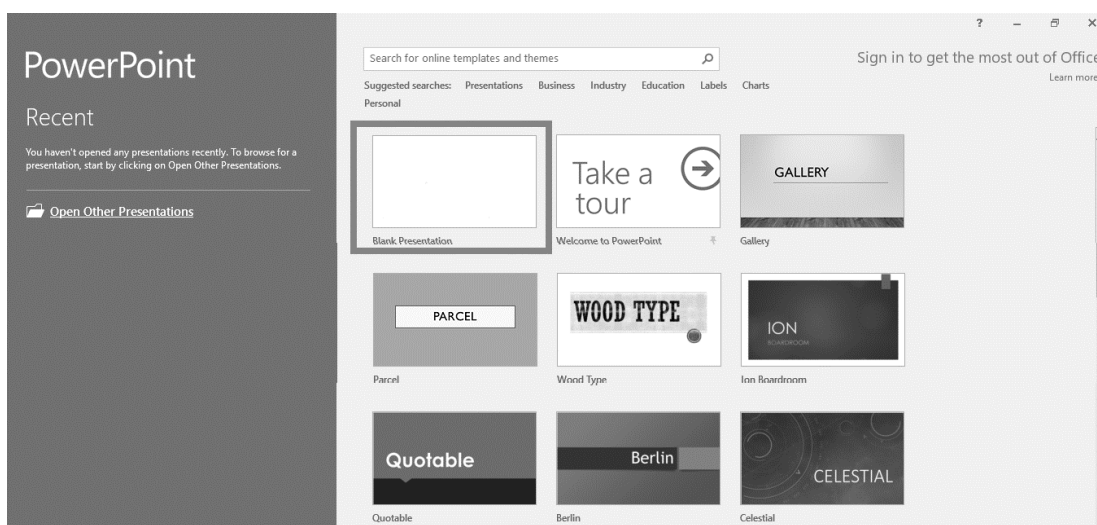 ?
PowerPoint
Search for online templates and themes
Sign in to get the most out of Office
Learn more
Suggested searches: Presentations Business Industry Education Labels Charts
Personal
Recent
You haven't opened any presentations recently. To browse for a
presentation, start by clicking on Open Other Presentations.
Open Other Presentations
Take a
tour
GALLERY
Blank Presentation
Welcome to PowerPoint
Gallery
PARCEL
WOOD TYPE
ION
BOARDROOM
Parcel
Wood Type
Ion Boardroom
Quotable
Berlin
CELESTIAL
Quotable
Berlin
Celestial